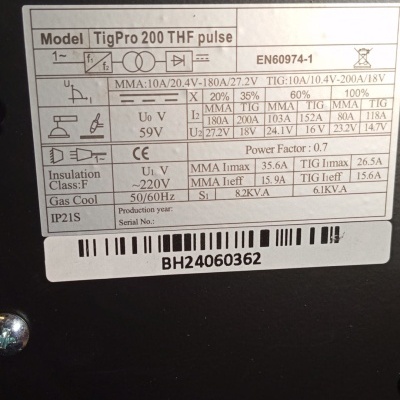 Model TigPro 200 THF pulse
1~ f₁ f₂ EN60974-1
U MMA:10A/20.4V-180A/27.2V TIG:10A/10.4V-200A/18V
X 20% 35% 60% 100%
MMA TIG MMA TIG MMA TIG
U₀ V I₂ 180A 200A 103A 152A 80A 118A
59V U₂ 27.2V 18V 24.1V 16V 23.2V 14.7V
1~ CE Power Factor : 0.7
Insulation U₁ V MMA I₁max 35.6A TIG I₁max 26.5A
Class:F ~220V MMA I₁eff 15.9A TIG I₁eff 15.6A
Gas Cool 50/60Hz S₁ 8.2KV.A 6.1KV.A
IP21S Production year:
Serial No.:
BH24060362